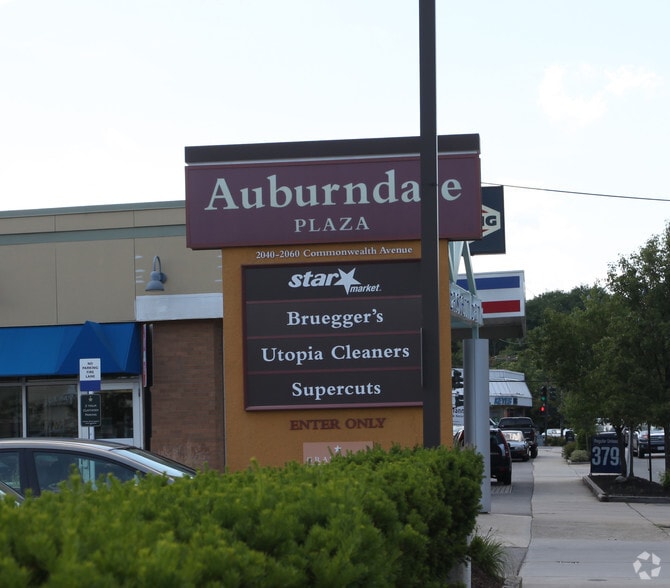 Auburndale
PLAZA
2040-2060 Commonwealth Avenue
star
market
Bruegger's
Utopia Cleaners
Supercuts
ENTER ONLY
NO
PARKING
FIRE
LANE
379